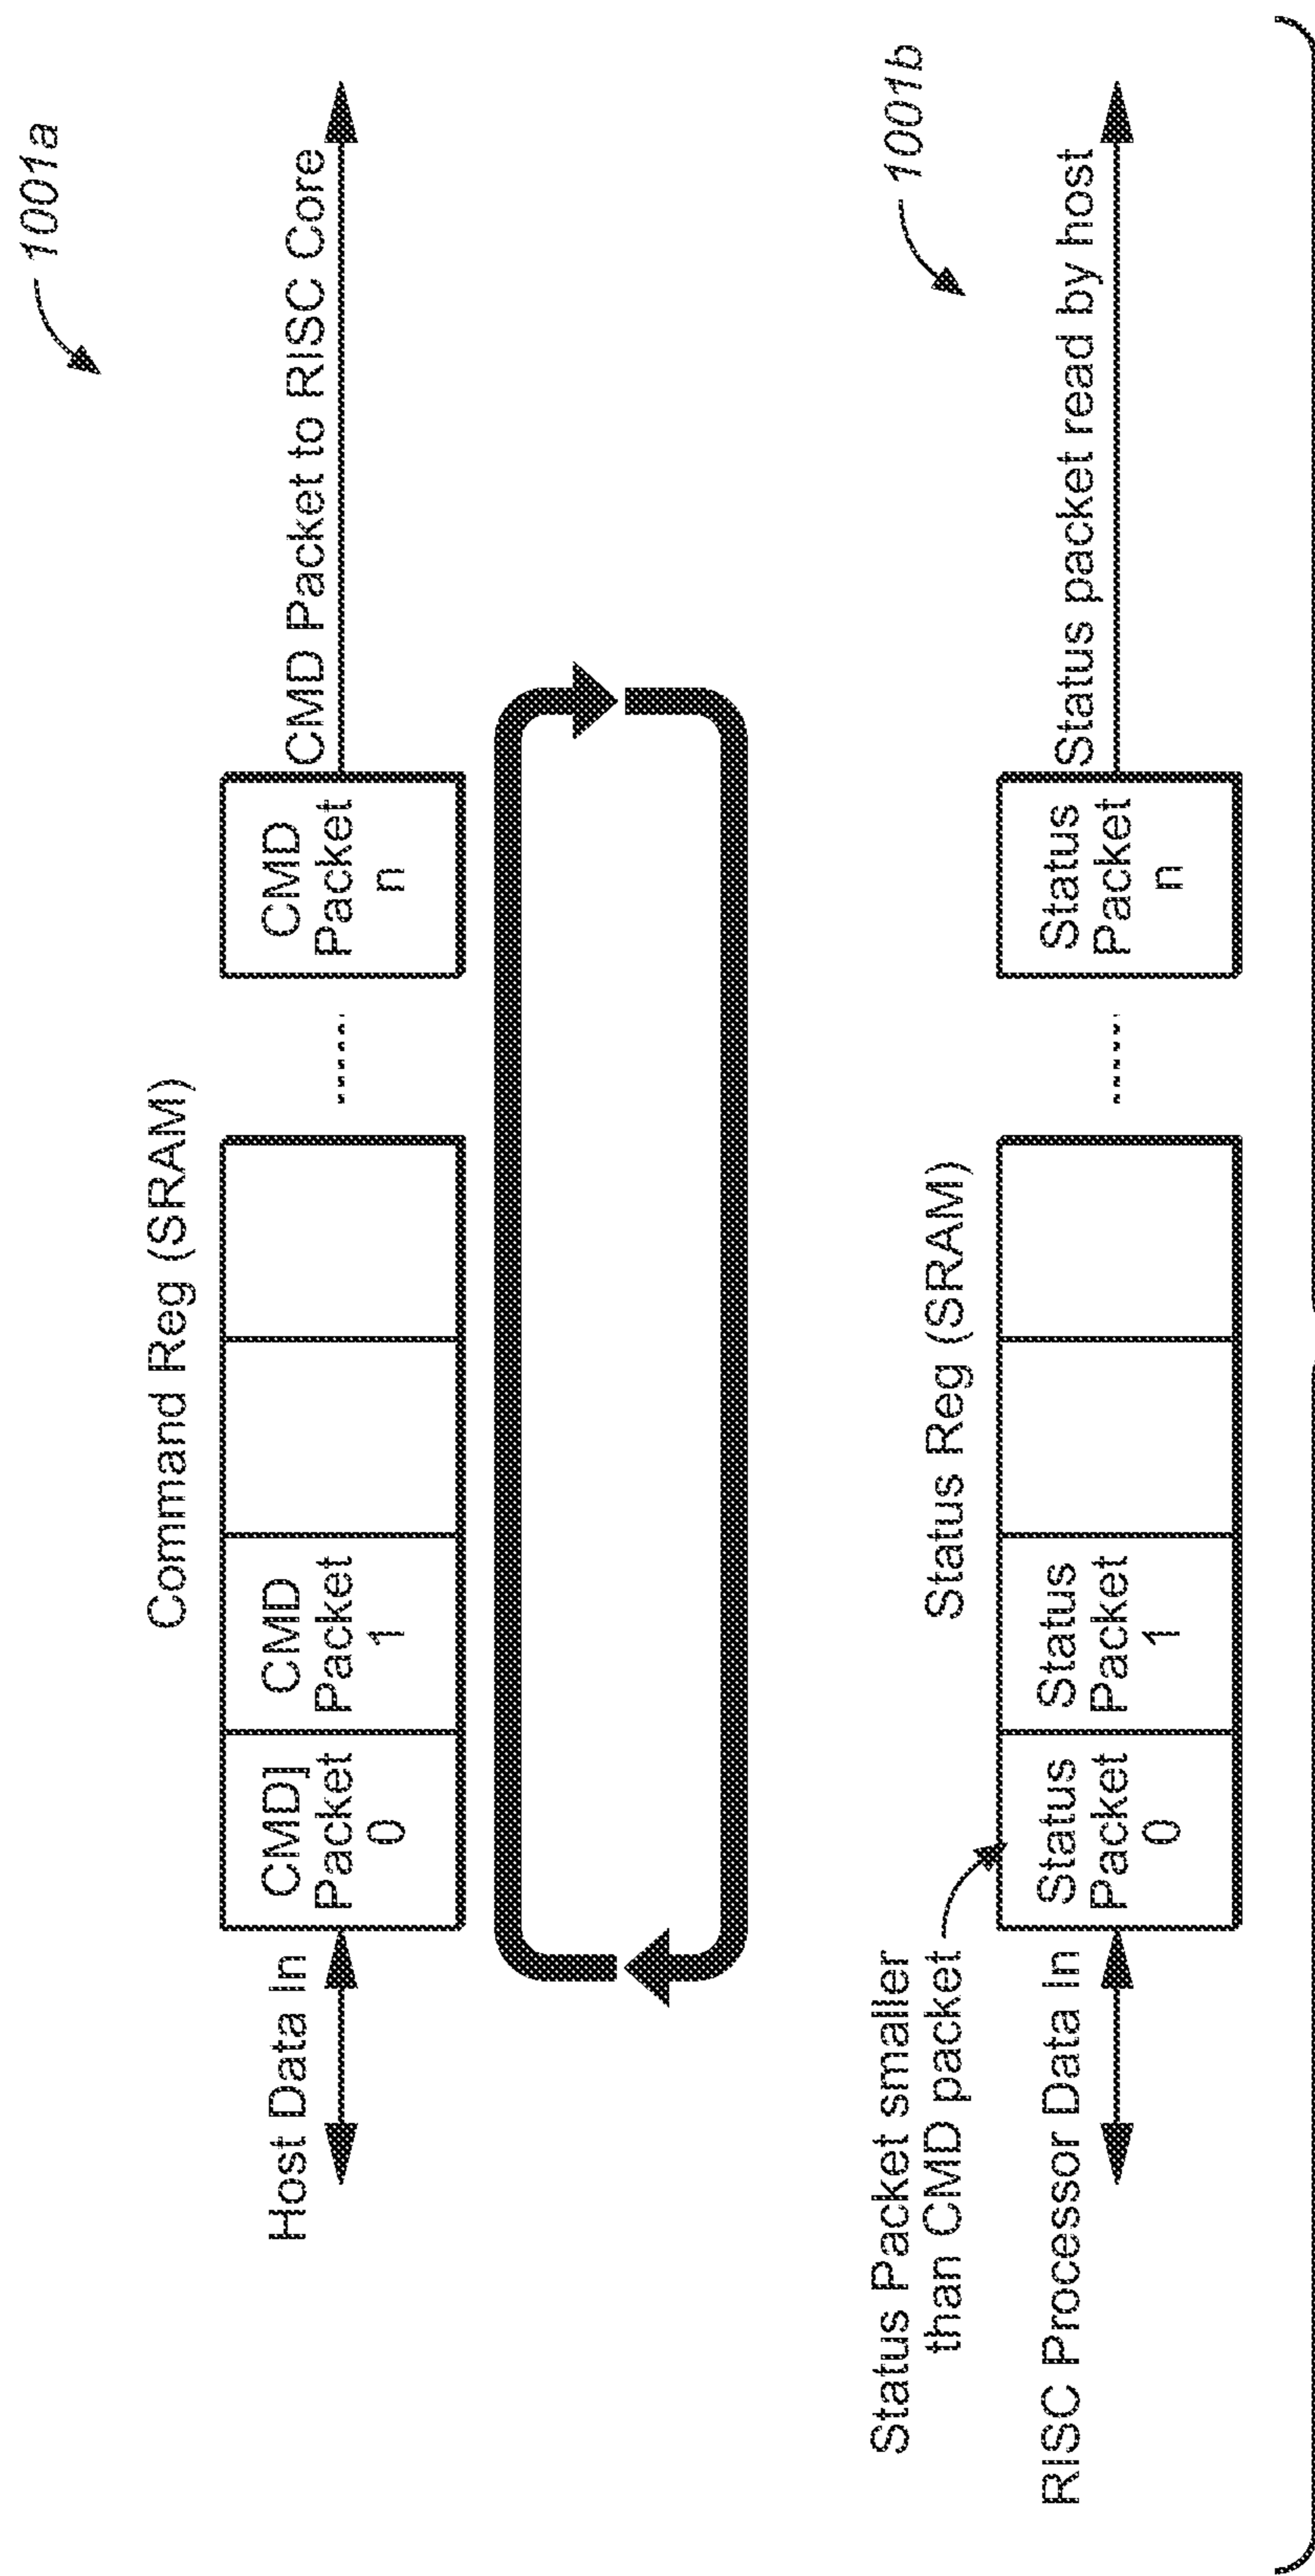 1001a
Command Reg (SRAM)
Host Data In
CMD]
Packet
0
CMD
Packet
1
CMD
Packet
n
CMD Packet to RISC Core
1001b
Status Packet smaller
than CMD packet
Status Reg (SRAM)
RISC Processor Data In
Status
Packet
0
Status
Packet
1
Status
Packet
n
Status packet read by host